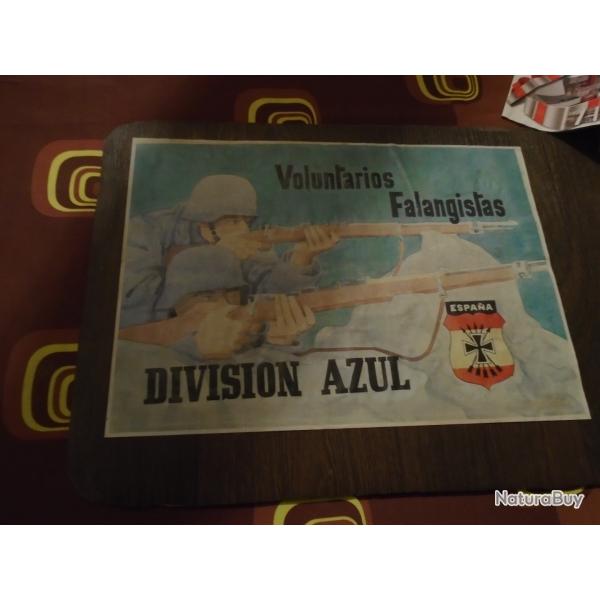 Voluntarios
Falangistas
ESPAÑA
DIVISION AZUL
NaturaBuy